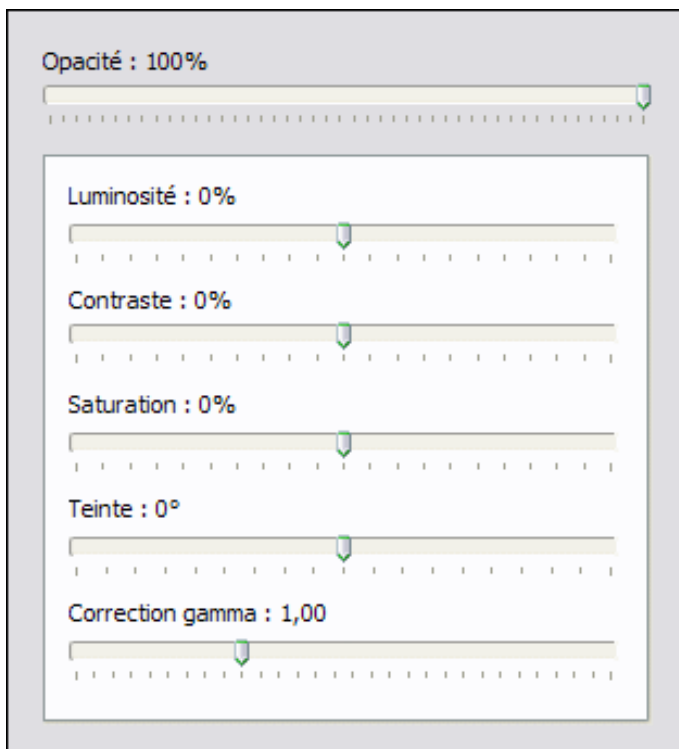 Opacité : 100%
Luminosité : 0%
Contraste : 0%
Saturation : 0%
Teinte : 0°
Correction gamma : 1,00